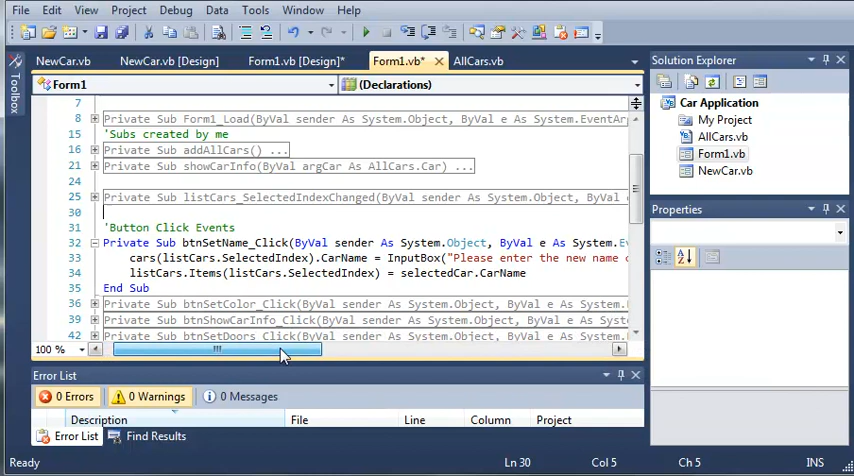 File Edit View Project Debug Data Tools Window Help
NewCar.vb NewCar.vb [Design] Form1.vb [Design]* Form1.vb* AllCars.vb
Toolbox
Form1 (Declarations)
7
8 Private Sub Form1_Load(ByVal sender As System.Object, ByVal e As System.EventAr
15 'Subs created by me
16 Private Sub addAllCars() ...
21 Private Sub showCarInfo(ByVal argCar As AllCars.Car) ...
24
25 Private Sub listCars_SelectedIndexChanged(ByVal sender As System.Object, ByVal
30
31 'Button Click Events
32 Private Sub btnSetName_Click(ByVal sender As System.Object, ByVal e As System.Ev
33 cars(listCars.SelectedIndex).CarName = InputBox("Please enter the new name
34 listCars.Items(listCars.SelectedIndex) = selectedCar.CarName
35 End Sub
36 Private Sub btnSetColor_Click(ByVal sender As System.Object, ByVal e As System.
39 Private Sub btnShowCarInfo_Click(ByVal sender As System.Object, ByVal e As Syst
42 Private Sub btnSetDoors_Click(ByVal sender As System.Object, ByVal e As System.
100 %
Error List
0 Errors 0 Warnings 0 Messages
Description File Line Column Project
Error List Find Results
Ready Ln 30 Col 5 Ch 5 INS
Solution Explorer
Car Application
My Project
AllCars.vb
Form1.vb
NewCar.vb
Properties